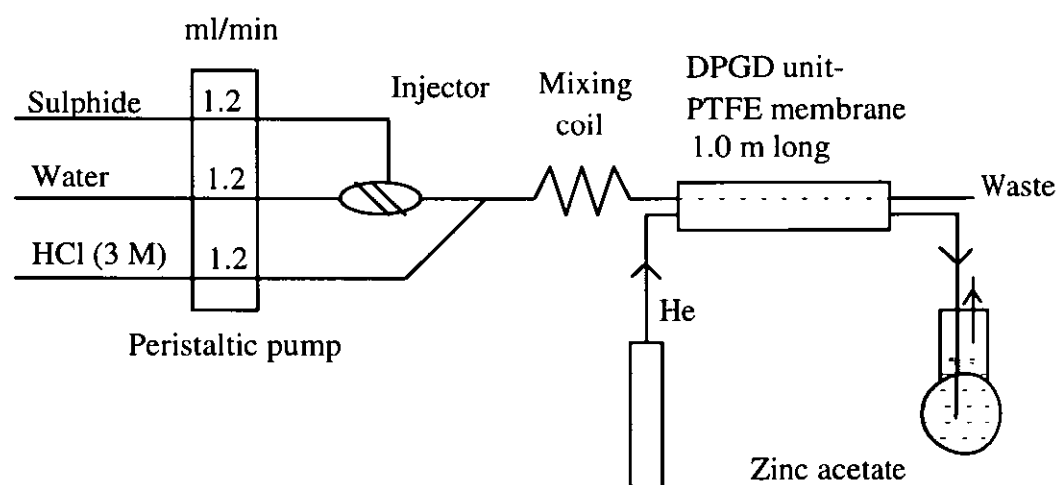 ml/min
Sulphide
1.2
Injector
Mixing
coil
DPGD unit-
PTFE membrane
1.0 m long
Water
1.2
Waste
HCl (3 M)
1.2
He
Peristaltic pump
Zinc acetate